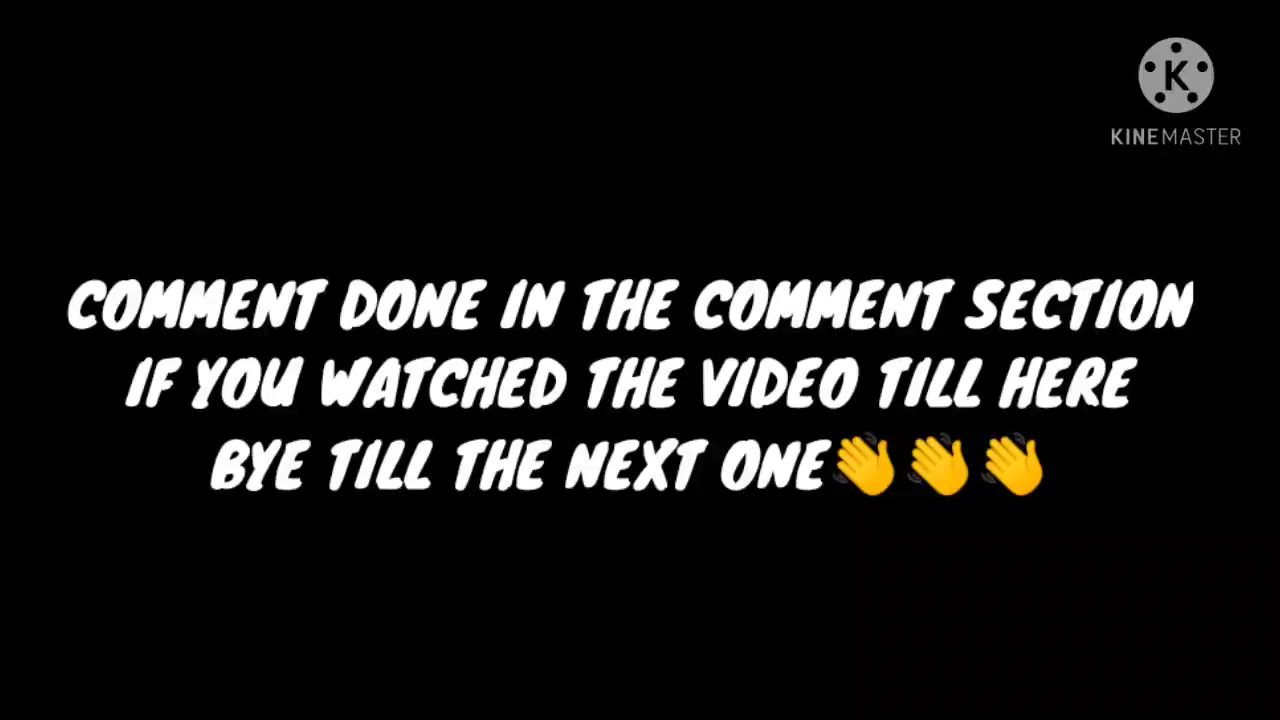 K
KINEMASTER
COMMENT DONE IN THE COMMENT SECTION
IF YOU WATCHED THE VIDEO TILL HERE
BYE TILL THE NEXT ONE👋👋👋